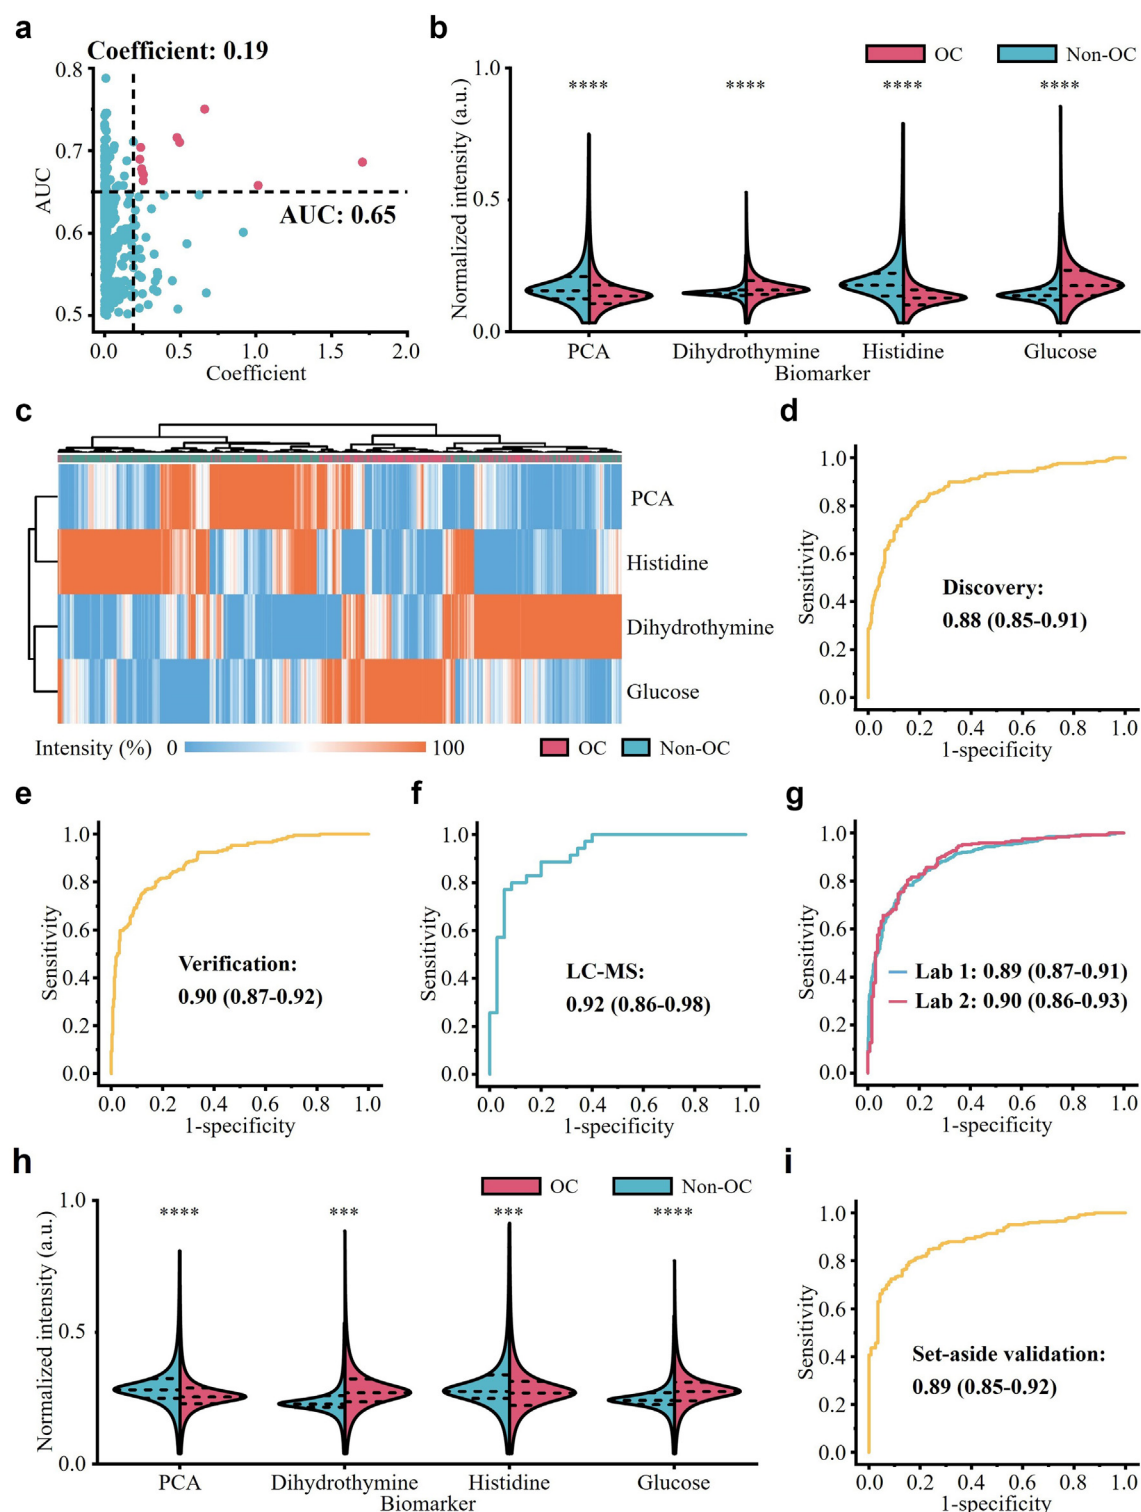 a
Coefficient: 0.19
0.8
0.7
0.6
0.5
AUC
AUC: 0.65
0.0 0.5 1.0 1.5 2.0
Coefficient
b
OC Non-OC
1.0
0.5
0.0
Normalized intensity (a.u.)
**** **** **** ****
PCA Dihydrothymine Histidine Glucose
Biomarker
c
PCA
Histidine
Dihydrothymine
Glucose
Intensity (%) 0 100
OC Non-OC
d
1.0
0.8
0.6
0.4
0.2
0.0
Sensitivity
Discovery:
0.88 (0.85-0.91)
0.0 0.2 0.4 0.6 0.8 1.0
1-specificity
e
1.0
0.8
0.6
0.4
0.2
0.0
Sensitivity
Verification:
0.90 (0.87-0.92)
0.0 0.2 0.4 0.6 0.8 1.0
1-specificity
f
1.0
0.8
0.6
0.4
0.2
0.0
Sensitivity
LC-MS:
0.92 (0.86-0.98)
0.0 0.2 0.4 0.6 0.8 1.0
1-specificity
g
1.0
0.8
0.6
0.4
0.2
0.0
Sensitivity
Lab 1: 0.89 (0.87-0.91)
Lab 2: 0.90 (0.86-0.93)
0.0 0.2 0.4 0.6 0.8 1.0
1-specificity
h
OC Non-OC
1.0
0.5
0.0
Normalized intensity (a.u.)
**** *** *** ****
PCA Dihydrothymine Histidine Glucose
Biomarker
i
1.0
0.8
0.6
0.4
0.2
0.0
Sensitivity
Set-aside validation:
0.89 (0.85-0.92)
0.0 0.2 0.4 0.6 0.8 1.0
1-specificity